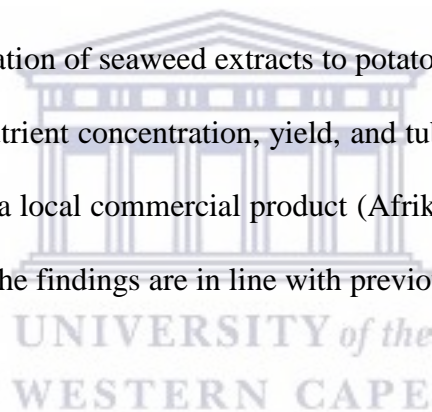 ation of seaweed extracts to potato
trient concentration, yield, and tu
a local commercial product (Afrik
he findings are in line with previo
UNIVERSITY of the
WESTERN CAPE